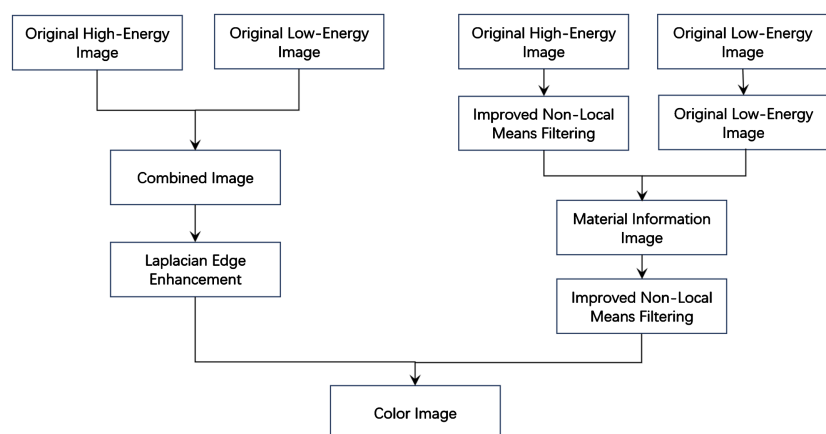 Original High-Energy
Image
Original Low-Energy
Image
Original High-Energy
Image
Original Low-Energy
Image
Improved Non-Local
Means Filtering
Original Low-Energy
Image
Combined Image
Material Information
Image
Laplacian Edge
Enhancement
Improved Non-Local
Means Filtering
Color Image